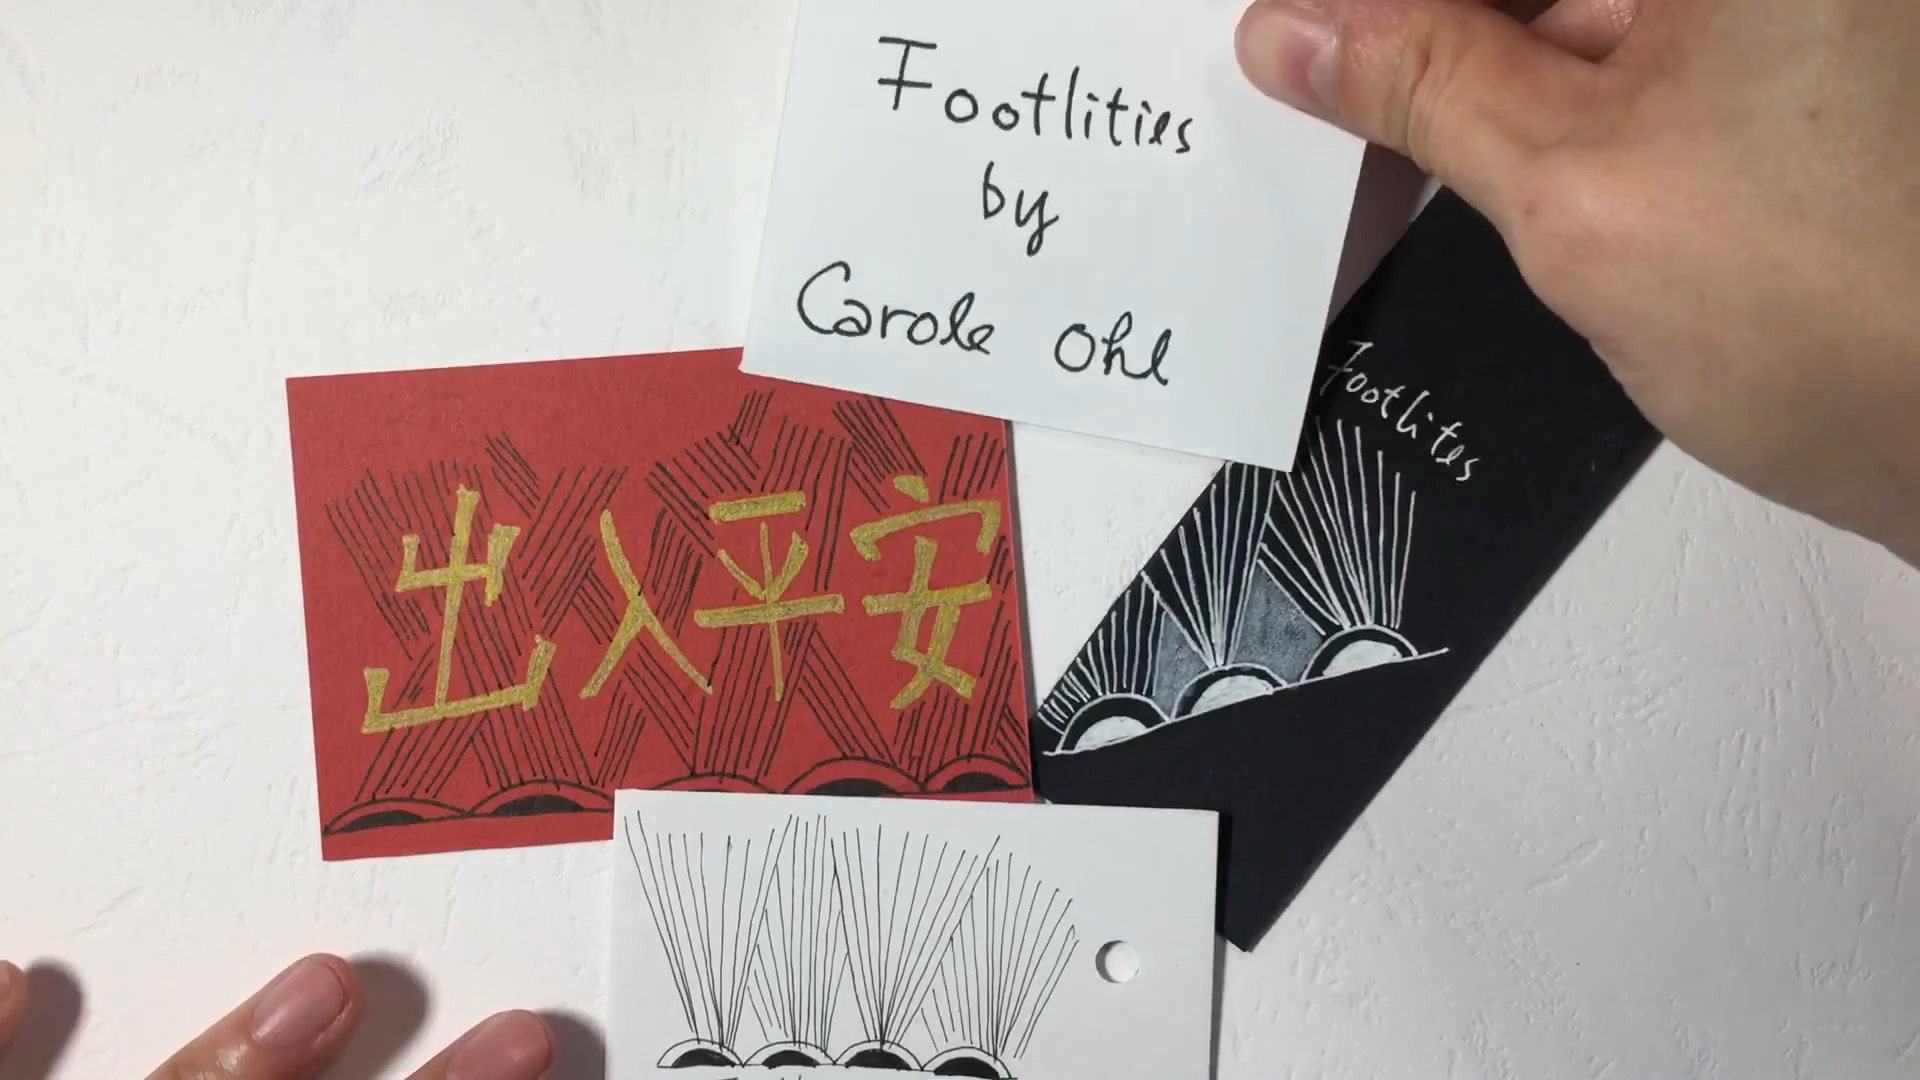 Footlities
by
Carole Ohl
Footlites
出入平安